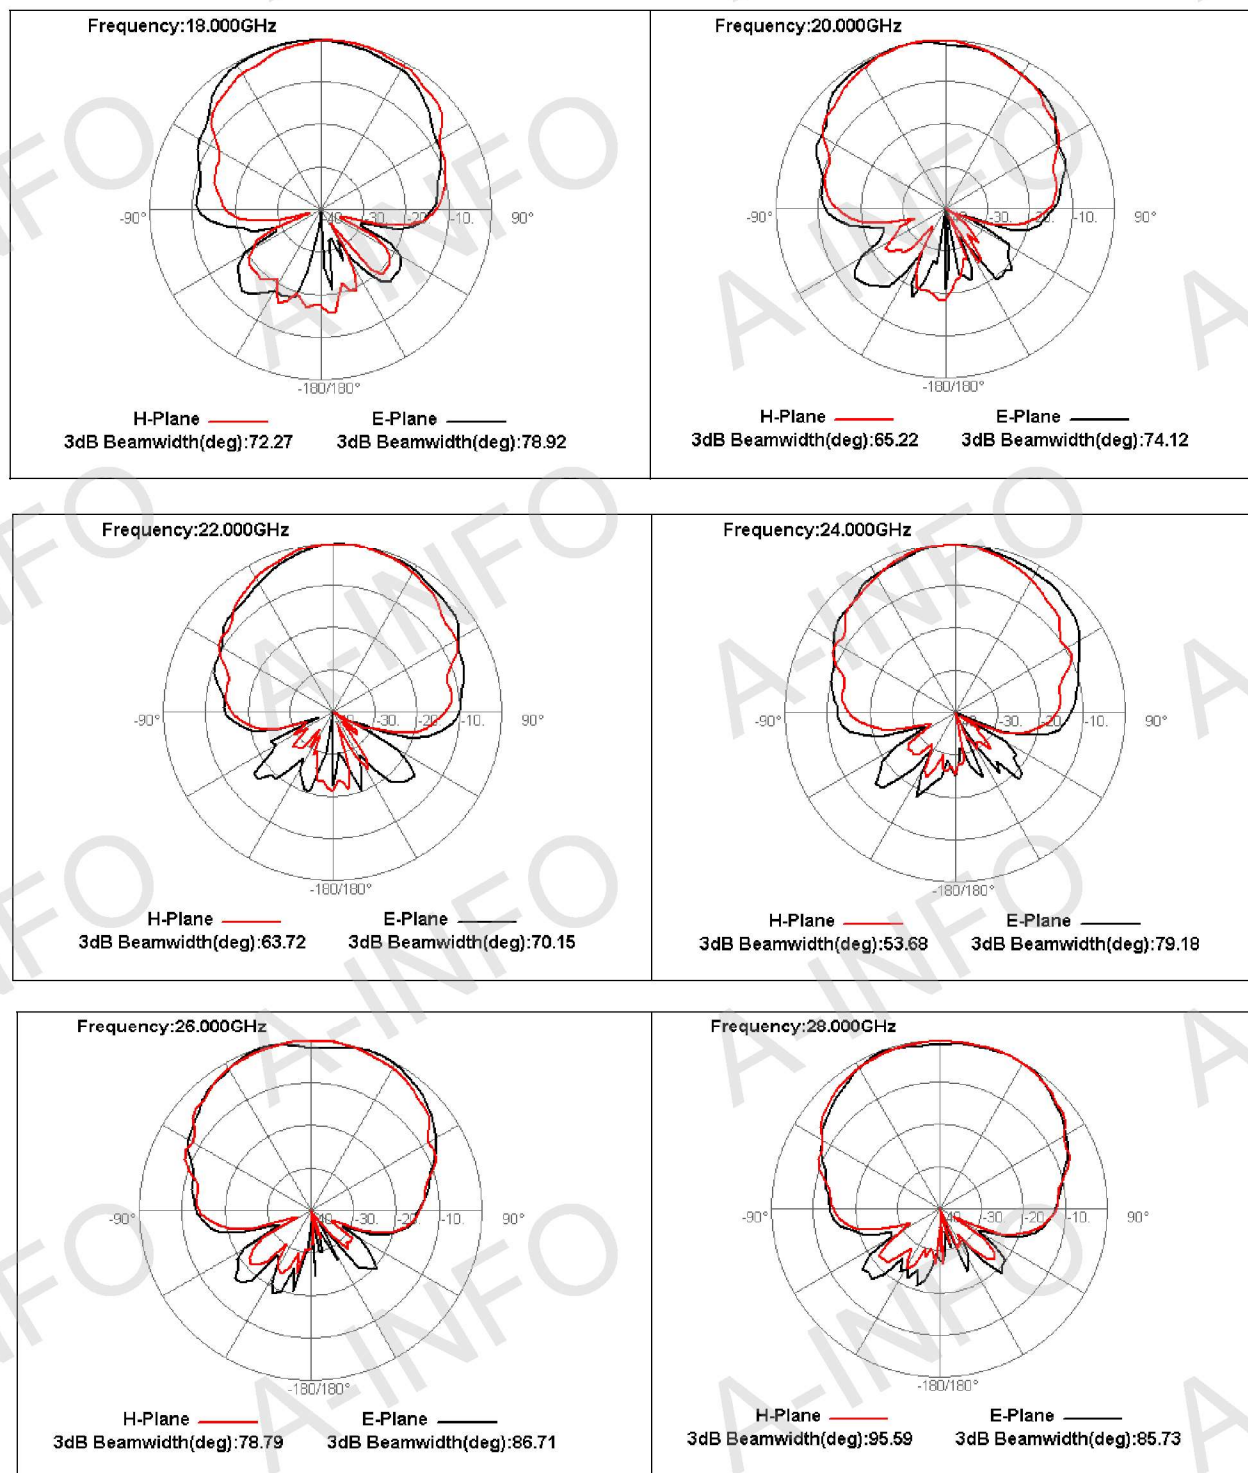 Frequency:18.000GHz
-90° -40 -30. -20. -10. 90°
-180/180°
H-Plane E-Plane
3dB Beamwidth(deg):72.27 3dB Beamwidth(deg):78.92
Frequency:20.000GHz
-90° -40 -30. -20. -10. 90°
-180/180°
H-Plane E-Plane
3dB Beamwidth(deg):65.22 3dB Beamwidth(deg):74.12
Frequency:22.000GHz
-90° -40 -30. -20. -10. 90°
-180/180°
H-Plane E-Plane
3dB Beamwidth(deg):63.72 3dB Beamwidth(deg):70.15
Frequency:24.000GHz
-90° -40 -30. -20. -10. 90°
-180/180°
H-Plane E-Plane
3dB Beamwidth(deg):53.68 3dB Beamwidth(deg):79.18
Frequency:26.000GHz
-90° -40 -30. -20. -10. 90°
-180/180°
H-Plane E-Plane
3dB Beamwidth(deg):78.79 3dB Beamwidth(deg):86.71
Frequency:28.000GHz
-90° -40 -30. -20. -10. 90°
-180/180°
H-Plane E-Plane
3dB Beamwidth(deg):95.59 3dB Beamwidth(deg):85.73
A-INFO